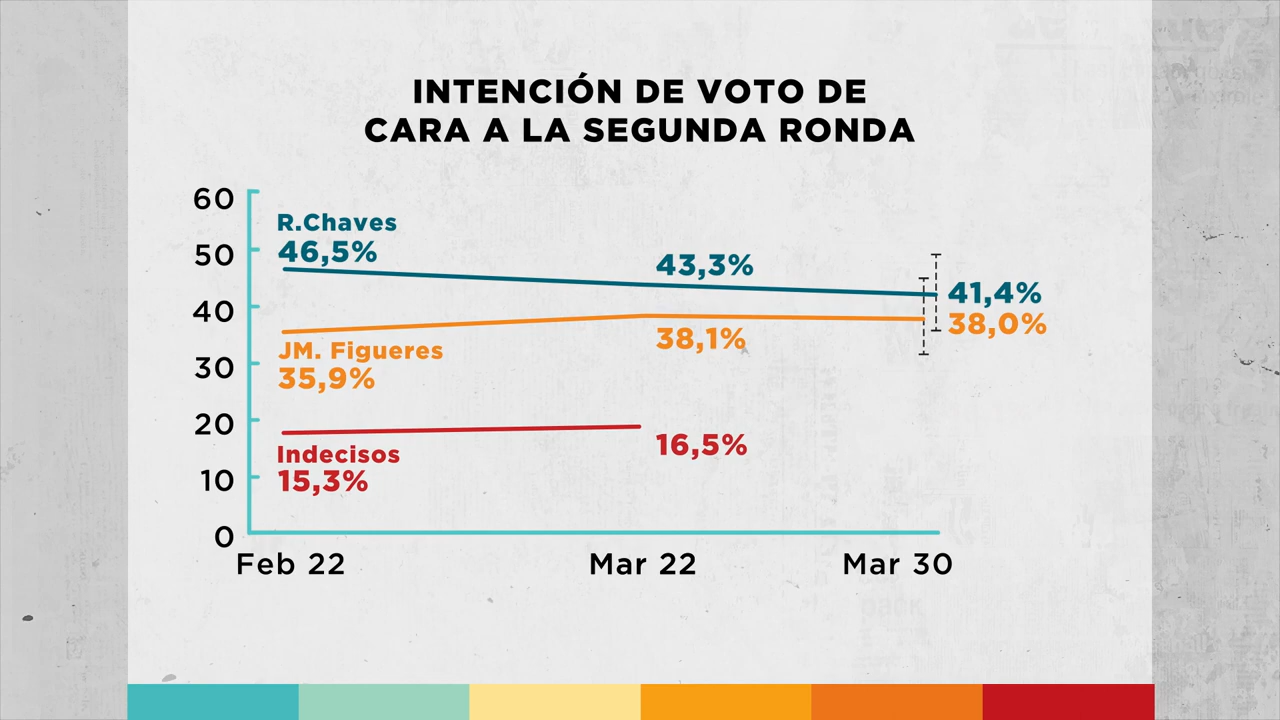 INTENCIÓN DE VOTO DE
CARA A LA SEGUNDA RONDA
60
50
40
30
20
10
0
R.Chaves
46,5%
43,3%
41,4%
JM. Figueres
35,9%
38,1%
38,0%
Indecisos
15,3%
16,5%
Feb 22
Mar 22
Mar 30